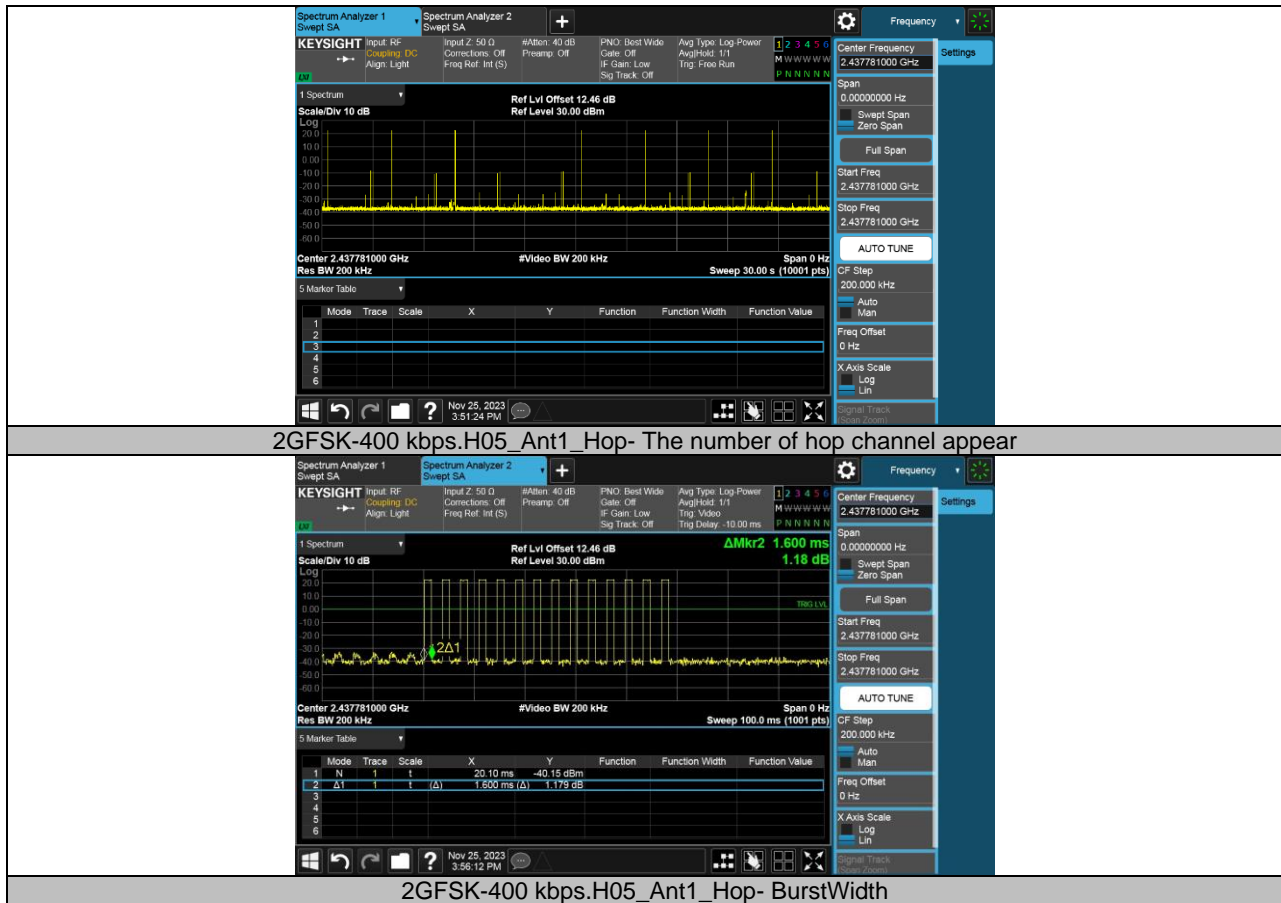 Spectrum Analyzer 1
Swept SA
Spectrum Analyzer 2
Swept SA
+
Frequency
KEYSIGHT
Input: RF
Coupling: DC
Align: Light
Input Z: 50 Ω
Corrections: Off
Freq Ref: Int (S)
#Atten: 40 dB
Preamp: Off
PNO: Best Wide
Gate: Off
IF Gain: Low
Sig Track: Off
Avg Type: Log-Power
Avg|Hold: 1/1
Trig: Free Run
1 2 3 4 5 6
M W W W W W
P N N N N N
LXI
Center Frequency
2.437781000 GHz
Settings
Span
0.00000000 Hz
Swept Span
Zero Span
Full Span
Start Freq
2.437781000 GHz
Stop Freq
2.437781000 GHz
AUTO TUNE
CF Step
200.000 kHz
Auto
Man
Freq Offset
0 Hz
X Axis Scale
Log
Lin
Signal Track
(Span Zoom)
1 Spectrum
Scale/Div 10 dB
Ref Lvl Offset 12.46 dB
Ref Level 30.00 dBm
Log
20.0
10.0
0.00
-10.0
-20.0
-30.0
-40.0
-50.0
-60.0
Center 2.437781000 GHz
#Video BW 200 kHz
Span 0 Hz
Res BW 200 kHz
Sweep 30.00 s (10001 pts)
5 Marker Table
Mode Trace Scale X Y Function Function Width Function Value
1
2
3
4
5
6
?
Nov 25, 2023
3:51:24 PM
2GFSK-400 kbps.H05_Ant1_Hop- The number of hop channel appear
Spectrum Analyzer 1
Swept SA
Spectrum Analyzer 2
Swept SA
+
Frequency
KEYSIGHT
Input: RF
Coupling: DC
Align: Light
Input Z: 50 Ω
Corrections: Off
Freq Ref: Int (S)
#Atten: 40 dB
Preamp: Off
PNO: Best Wide
Gate: Off
IF Gain: Low
Sig Track: Off
Avg Type: Log-Power
Avg|Hold: 1/1
Trig: Video
Trig Delay: -10.00 ms
1 2 3 4 5 6
M W W W W W
P N N N N N
LXI
Center Frequency
2.437781000 GHz
Settings
Span
0.00000000 Hz
Swept Span
Zero Span
Full Span
Start Freq
2.437781000 GHz
Stop Freq
2.437781000 GHz
AUTO TUNE
CF Step
200.000 kHz
Auto
Man
Freq Offset
0 Hz
X Axis Scale
Log
Lin
Signal Track
(Span Zoom)
1 Spectrum
Scale/Div 10 dB
Ref Lvl Offset 12.46 dB
Ref Level 30.00 dBm
ΔMkr2 1.600 ms
1.18 dB
Log
20.0
10.0
0.00
-10.0
-20.0
-30.0
-40.0
-50.0
-60.0
TRIG LVL
2Δ1
Center 2.437781000 GHz
#Video BW 200 kHz
Span 0 Hz
Res BW 200 kHz
Sweep 100.0 ms (1001 pts)
5 Marker Table
Mode Trace Scale X Y Function Function Width Function Value
1 N 1 t 20.10 ms -40.15 dBm
2 Δ1 1 t (Δ) 1.600 ms (Δ) 1.179 dB
3
4
5
6
?
Nov 25, 2023
3:56:12 PM
2GFSK-400 kbps.H05_Ant1_Hop- BurstWidth